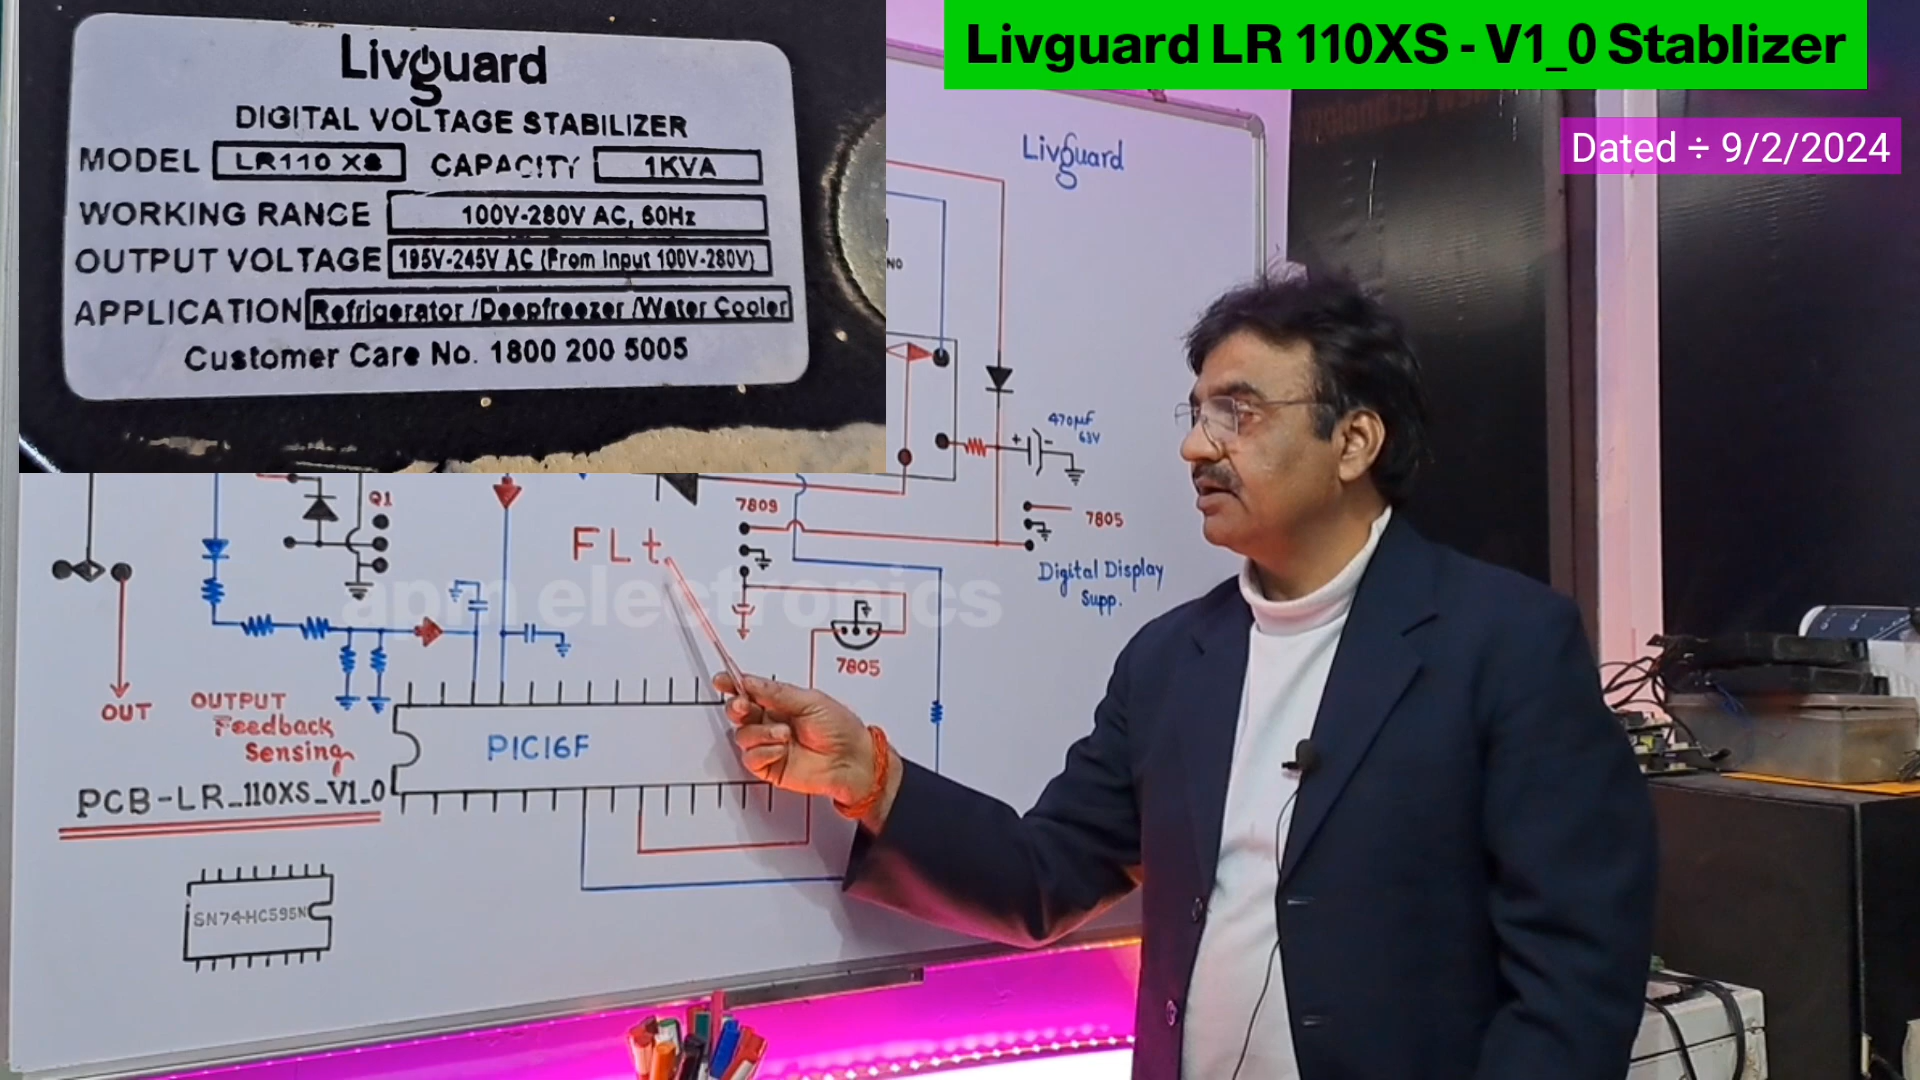 Livguard
DIGITAL VOLTAGE STABILIZER
MODEL LR110 XS CAPACITY 1KVA
WORKING RANGE 100V-280V AC, 50Hz
OUTPUT VOLTAGE 195V-245V AC (From Input 100V-280V)
APPLICATION Refrigerator /Deepfreezer /Water Cooler
Customer Care No. 1800 200 5005
Livguard LR 110XS - V1_0 Stablizer
Dated ÷ 9/2/2024
Livguard
NO
470µF
63V
+ -
Q1
7809
7805
FLt.
Digital Display
Supp.
apm electronics
7805
OUT
OUTPUT
Feedback
Sensing
PIC16F
PCB-LR_110XS_V1_0
SN74HC595N